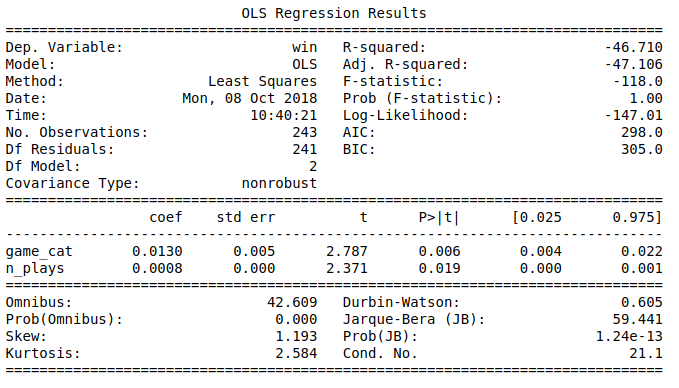 OLS Regression Results
==============================================================================
Dep. Variable:                    win   R-squared:                     -46.710
Model:                            OLS   Adj. R-squared:                -47.106
Method:                 Least Squares   F-statistic:                    -118.0
Date:                Mon, 08 Oct 2018   Prob (F-statistic):               1.00
Time:                        10:40:21   Log-Likelihood:                -147.01
No. Observations:                 243   AIC:                             298.0
Df Residuals:                     241   BIC:                             305.0
Df Model:                           2
Covariance Type:            nonrobust
==============================================================================
                 coef    std err          t      P>|t|      [0.025      0.975]
------------------------------------------------------------------------------
game_cat       0.0130      0.005      2.787      0.006       0.004       0.022
n_plays        0.0008      0.000      2.371      0.019       0.000       0.001
==============================================================================
Omnibus:                       42.609   Durbin-Watson:                   0.605
Prob(Omnibus):                  0.000   Jarque-Bera (JB):               59.441
Skew:                           1.193   Prob(JB):                     1.24e-13
Kurtosis:                       2.584   Cond. No.                         21.1
==============================================================================